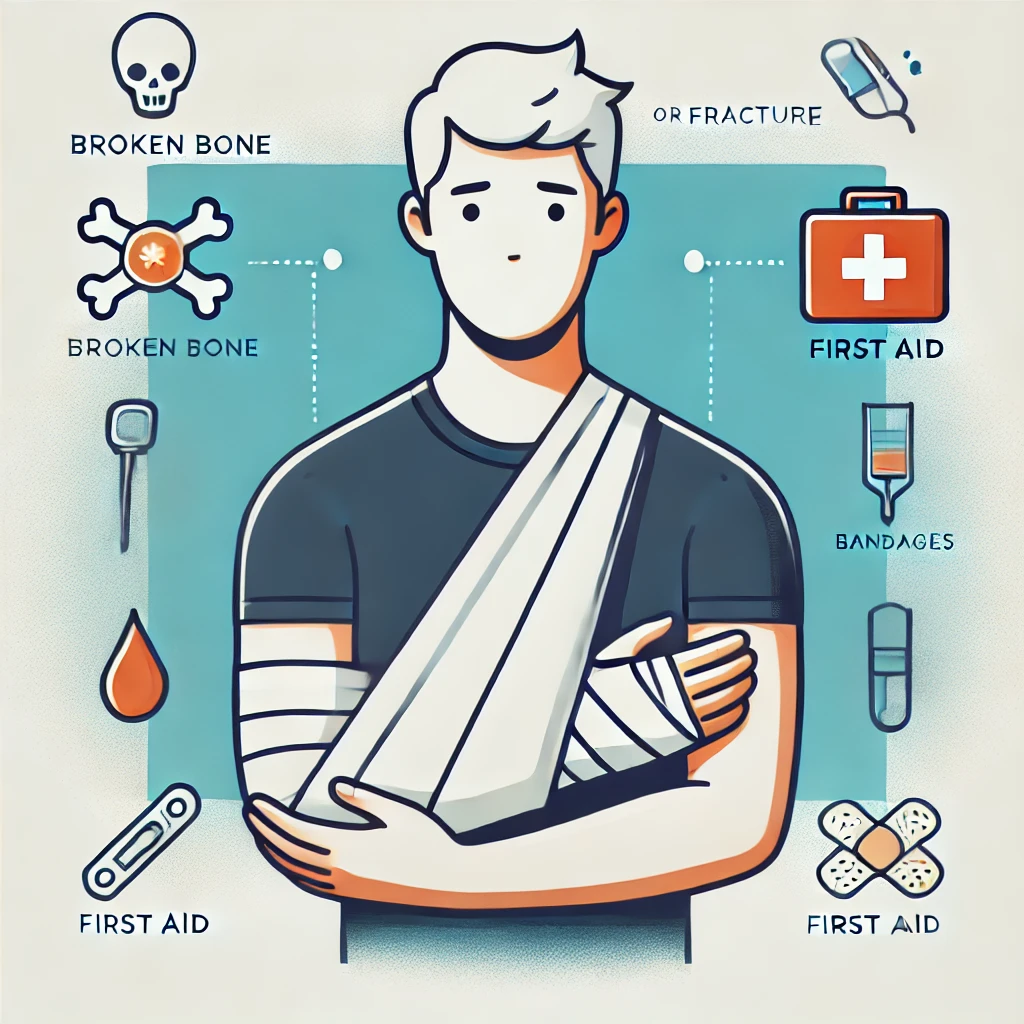 BROKEN BONE
OR FRACTURE
BROKEN BONE
FIRST AID
BANDAGES
FIRST AID
FIRST AID